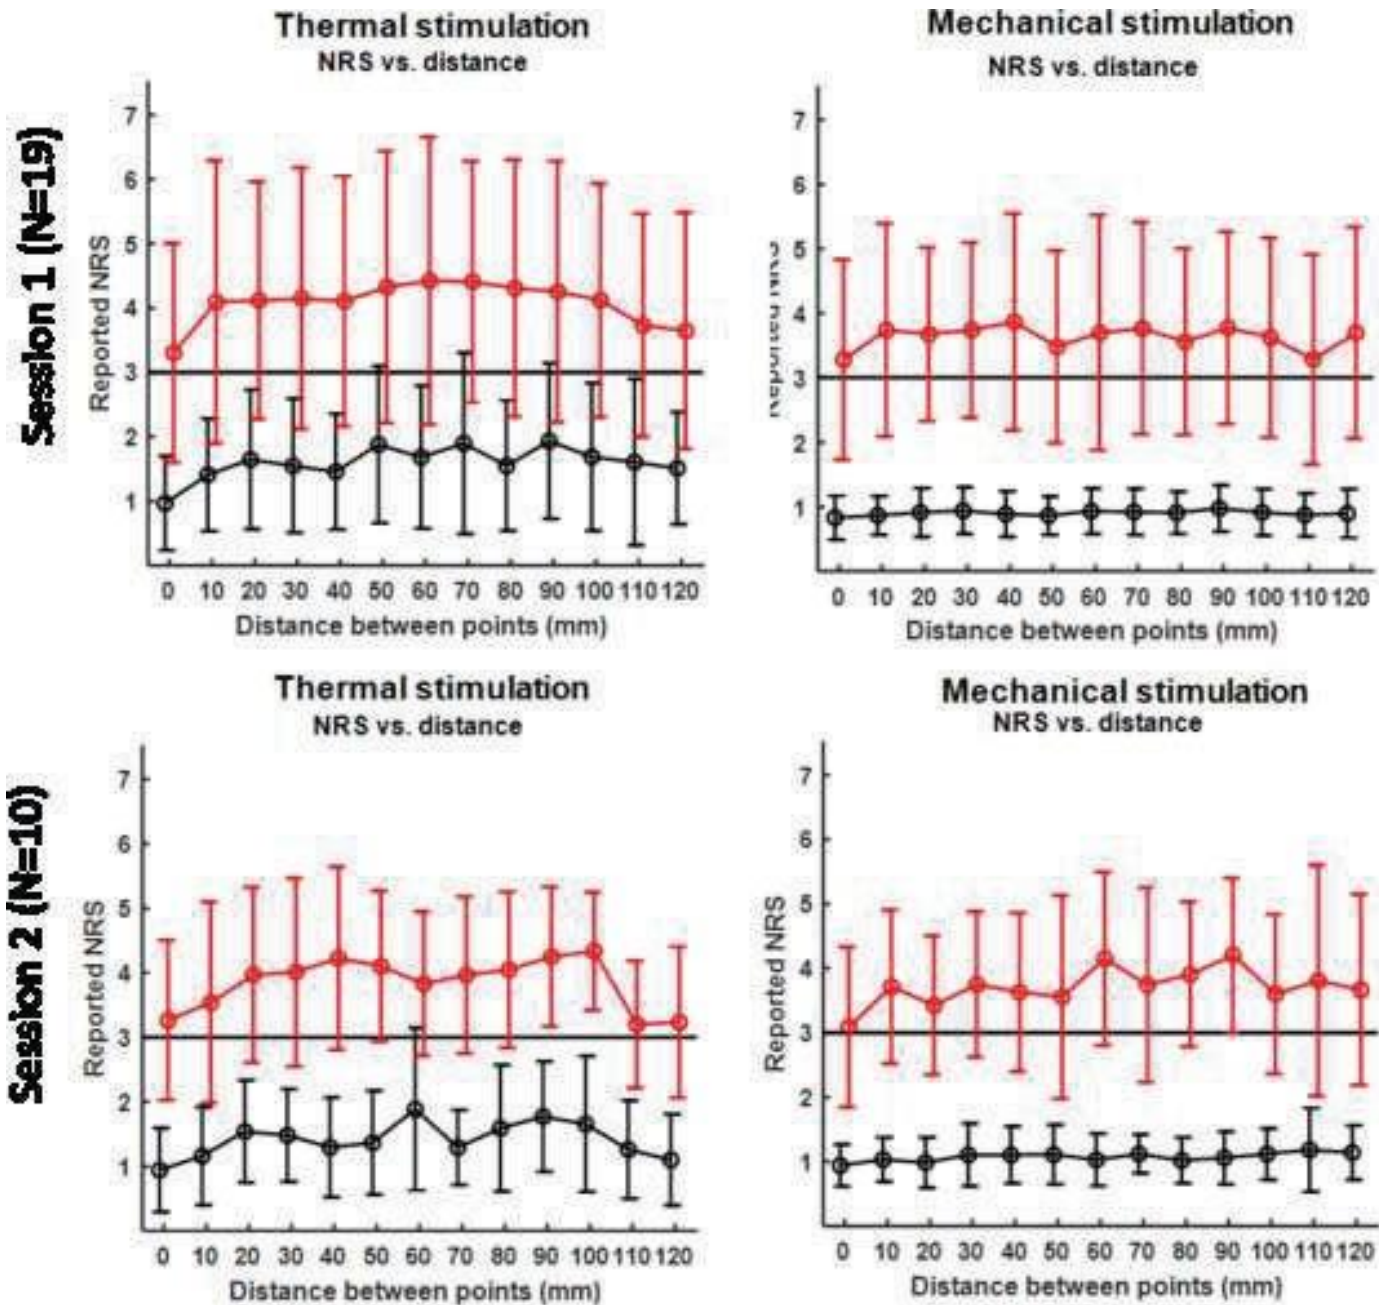 Thermal stimulation
NRS vs. distance
Mechanical stimulation
NRS vs. distance
Session 1 (N=19)
Reported NRS
7
6
5
4
3
2
1
0 10 20 30 40 50 60 70 80 90 100 110 120
Distance between points (mm)
7
6
5
4
3
2
1
0 10 20 30 40 50 60 70 80 90 100 110 120
Distance between points (mm)
Thermal stimulation
NRS vs. distance
Mechanical stimulation
NRS vs. distance
Session 2 (N=10)
Reported NRS
7
6
5
4
3
2
1
0 10 20 30 40 50 60 70 80 90 100 110 120
Distance between points (mm)
Reported NRS
7
6
5
4
3
2
1
0 10 20 30 40 50 60 70 80 90 100 110 120
Distance between points (mm)